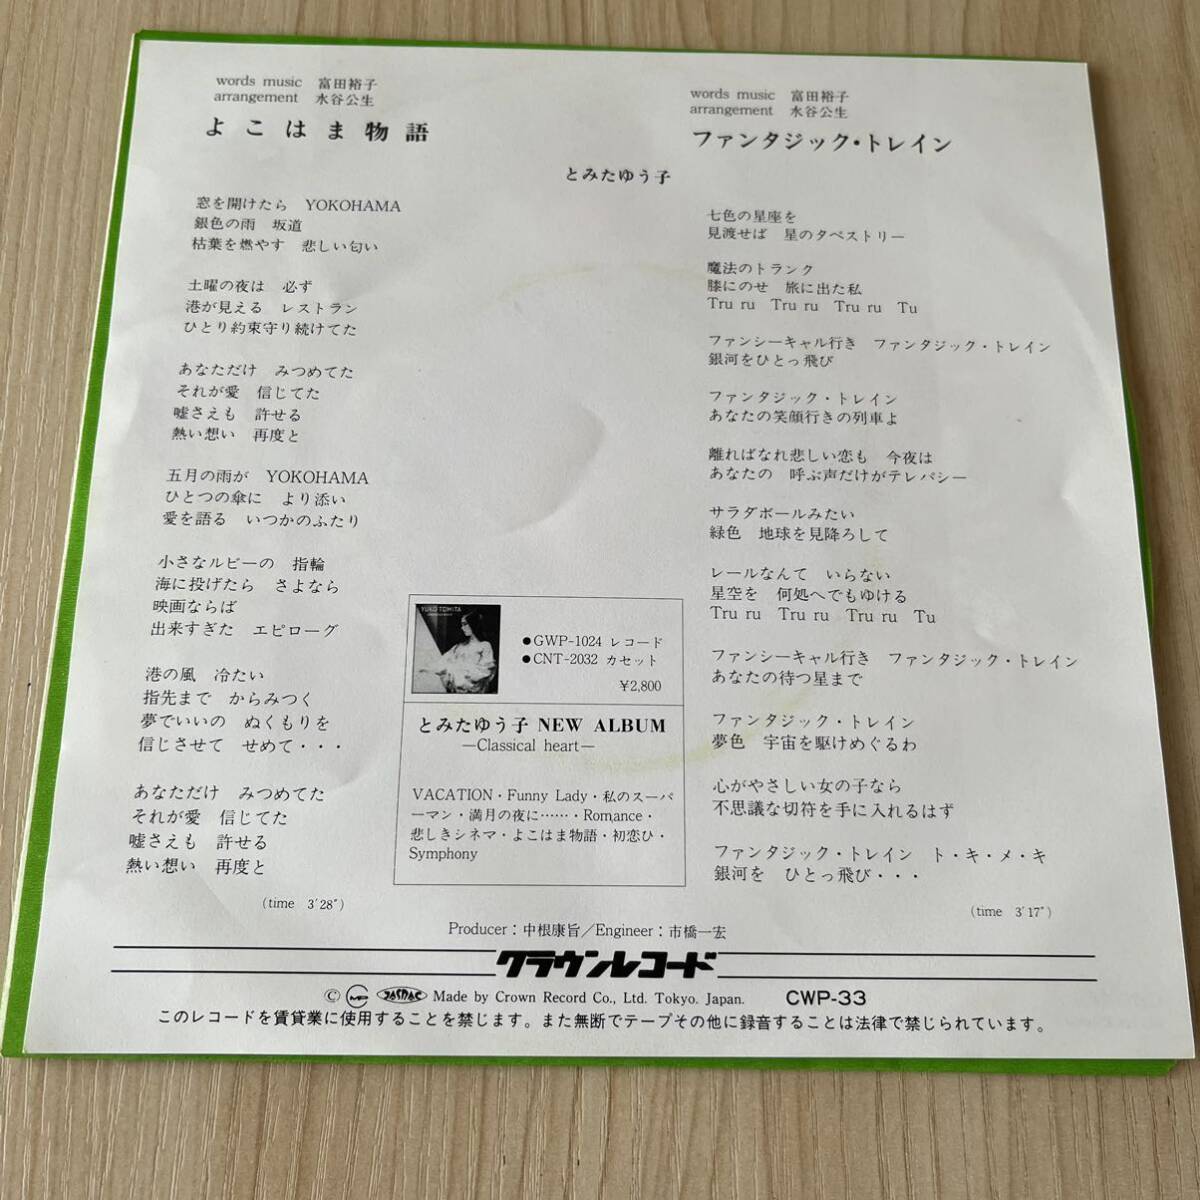 words music 富田裕子
arrangement 水谷公生
よこはま物語
とみたゆう子
窓を開けたら YOKOHAMA
銀色の雨 坂道
枯葉を燃やす 悲しい匂い
土曜の夜は 必ず
港が見える レストラン
ひとり約束守り続けてた
あなただけ みつめてた
それが愛 信じてた
嘘さえも 許せる
熱い想い 再度と
五月の雨が YOKOHAMA
ひとつの傘に より添い
愛を語る いつかのふたり
小さなルビーの 指輪
海に投げたら さよなら
映画ならば
出来すぎた エピローグ
港の風 冷たい
指先まで からみつく
夢でいいの ぬくもりを
信じさせて せめて・・・
あなただけ みつめてた
それが愛 信じてた
嘘さえも 許せる
熱い想い 再度と
(time 3'28")
words music 富田裕子
arrangement 水谷公生
ファンタジック・トレイン
七色の星座を
見渡せば 星のタペストリー
魔法のトランク
膝にのせ 旅に出た私
Tru ru Tru ru Tru ru Tu
ファンシーキャル行き ファンタジック・トレイン
銀河をひとっ飛び
ファンタジック・トレイン
あなたの笑顔行きの列車よ
離ればなれ悲しい恋も 今夜は
あなたの 呼ぶ声だけがテレパシー
サラダボールみたい
緑色 地球を見降ろして
レールなんて いらない
星空を 何処へでもゆける
Tru ru Tru ru Tru ru Tu
ファンシーキャル行き ファンタジック・トレイン
あなたの待つ星まで
ファンタジック・トレイン
夢色 宇宙を駆けめぐるわ
心がやさしい女の子なら
不思議な切符を手に入れるはず
ファンタジック・トレイン ト・キ・メ・キ
銀河を ひとっ飛び・・・
(time 3'17")
YUKO TOMITA
●GWP-1024 レコード
●CNT-2032 カセット
¥2,800
とみたゆう子 NEW ALBUM
—Classical heart—
VACATION・Funny Lady・私のスーパ
ーマン・満月の夜に……・Romance・
悲しきシネマ・よこはま物語・初恋ひ・
Symphony
Producer：中根康旨／Engineer：市橋一宏
クラウンレコード
© JASRAC Made by Crown Record Co., Ltd. Tokyo. Japan. CWP-33
このレコードを賃貸業に使用することを禁じます。また無断でテープその他に録音することは法律で禁じられています。